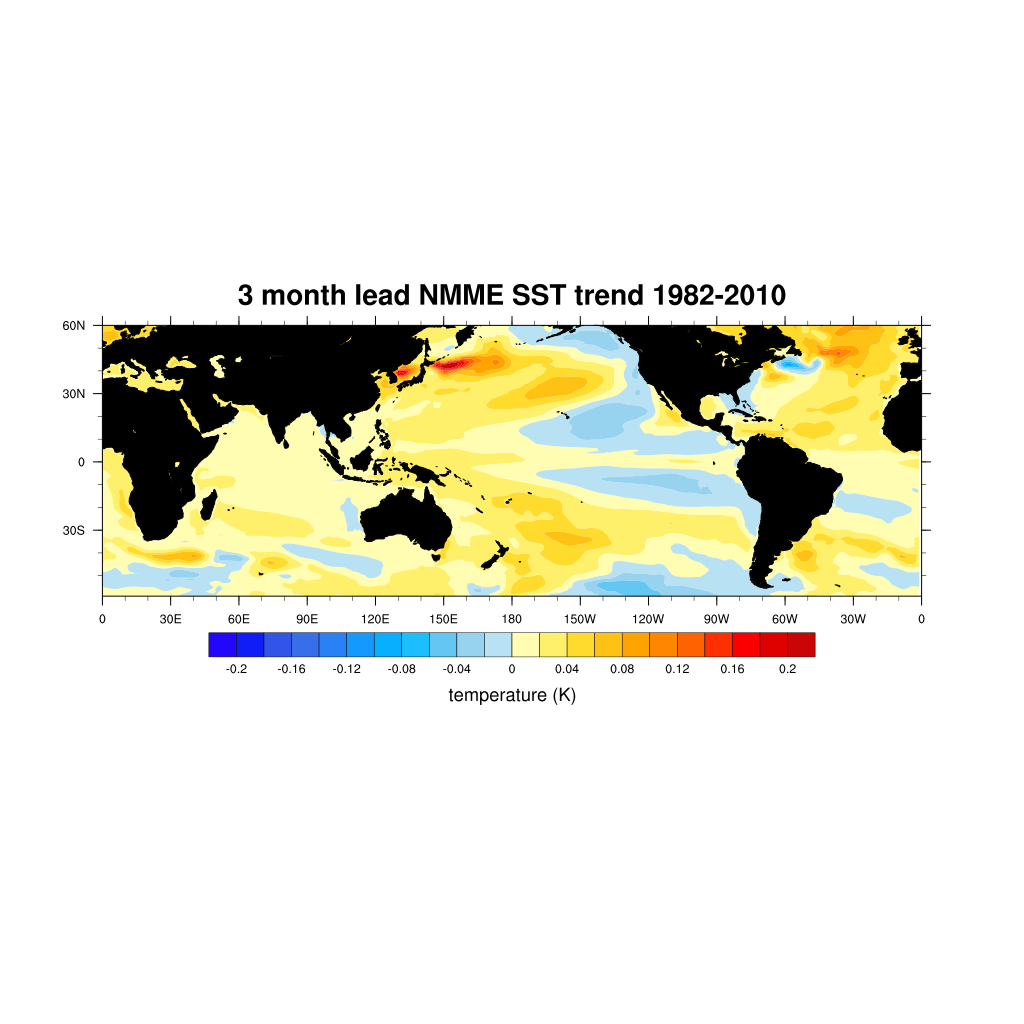 3 month lead NMME SST trend 1982-2010
60N
30N
0
30S
0 30E 60E 90E 120E 150E 180 150W 120W 90W 60W 30W 0
-0.2 -0.16 -0.12 -0.08 -0.04 0 0.04 0.08 0.12 0.16 0.2
temperature (K)